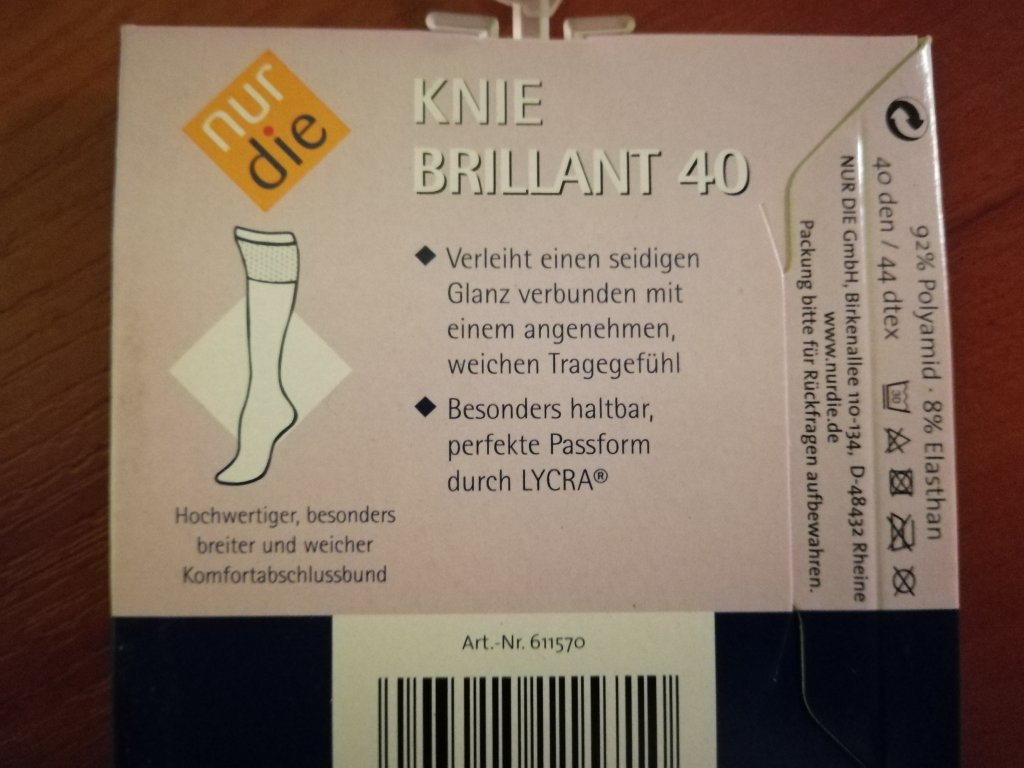 nur
die
KNIE
BRILLANT 40
Verleiht einen seidigen
Glanz verbunden mit
einem angenehmen,
weichen Tragegefühl
Besonders haltbar,
perfekte Passform
durch LYCRA®
Hochwertiger, besonders
breiter und weicher
Komfortabschlussbund
Art.-Nr. 611570
92% Polyamid · 8% Elasthan
40 den / 44 dtex
30
NUR DIE GmbH, Birkenallee 110-134, D-48432 Rheine
www.nurdie.de
Packung bitte für Rückfragen aufbewahren.